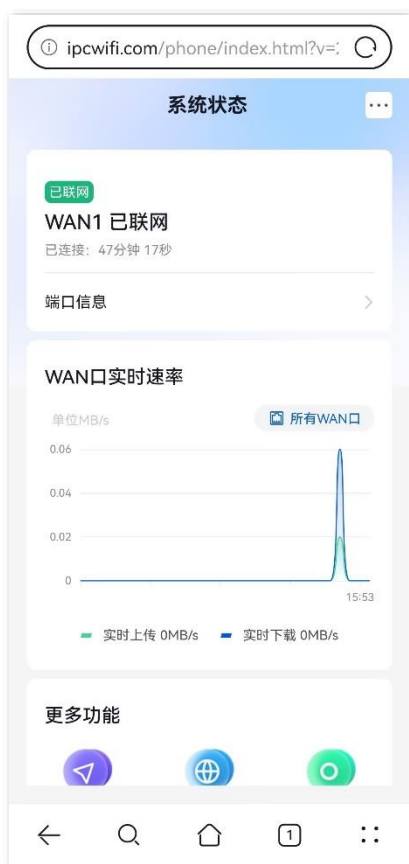 ipcwifi.com/phone/index.html?v=
系统状态
已联网
WAN1 已联网
已连接：47分钟 17秒
端口信息
WAN口实时速率
单位MB/s
所有WAN口
0.06
0.04
0.02
0
15:53
实时上传 0MB/s
实时下载 0MB/s
更多功能
1